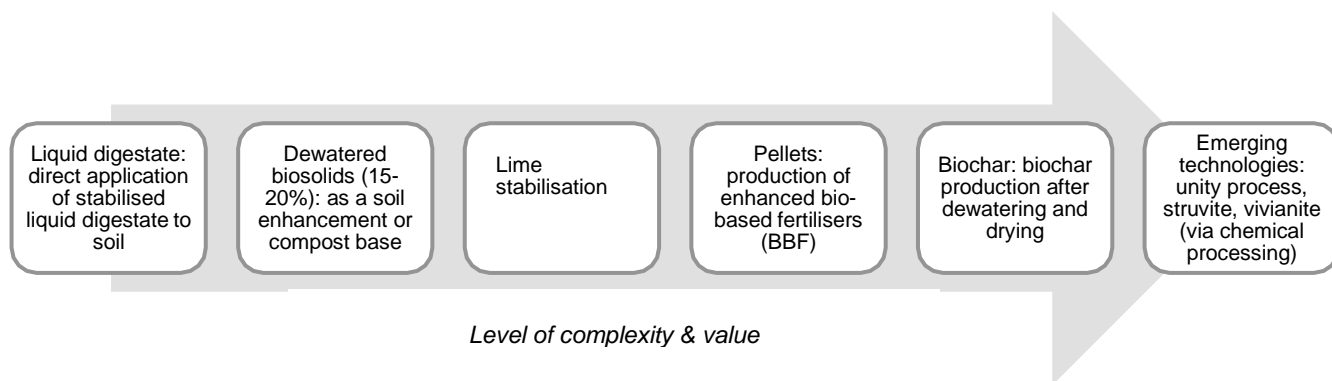 Liquid digestate:
direct application
of stabilised
liquid digestate to
soil
Dewatered
biosolids (15-
20%): as a soil
enhancement or
compost base
Lime
stabilisation
Pellets:
production of
enhanced bio-
based fertilisers
(BBF)
Biochar: biochar
production after
dewatering and
drying
Emerging
technologies:
unity process,
struvite, vivianite
(via chemical
processing)
Level of complexity & value